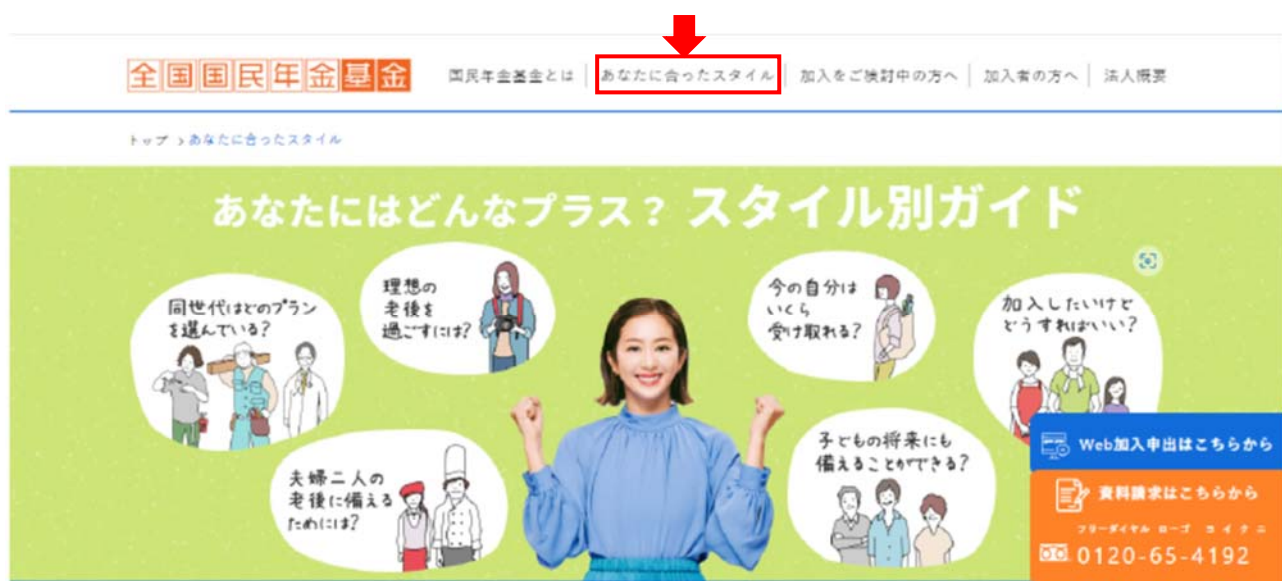 全国国民年金基金
国民年金基金とは
あなたに合ったスタイル
加入をご検討中の方へ
加入者の方へ
法人概要
トップ > あなたに合ったスタイル
あなたにはどんなプラス？ スタイル別ガイド
同世代はどのプラン
を選んでいる？
理想の
老後を
過ごすには？
今の自分は
いくら
受け取れる？
加入したいけど
どうすればいい？
夫婦二人の
老後に備える
ためには？
子どもの将来にも
備えることができる？
Web加入申出はこちらから
資料請求はこちらから
フリーダイヤル ローゴ ヨイクニ
0120-65-4192